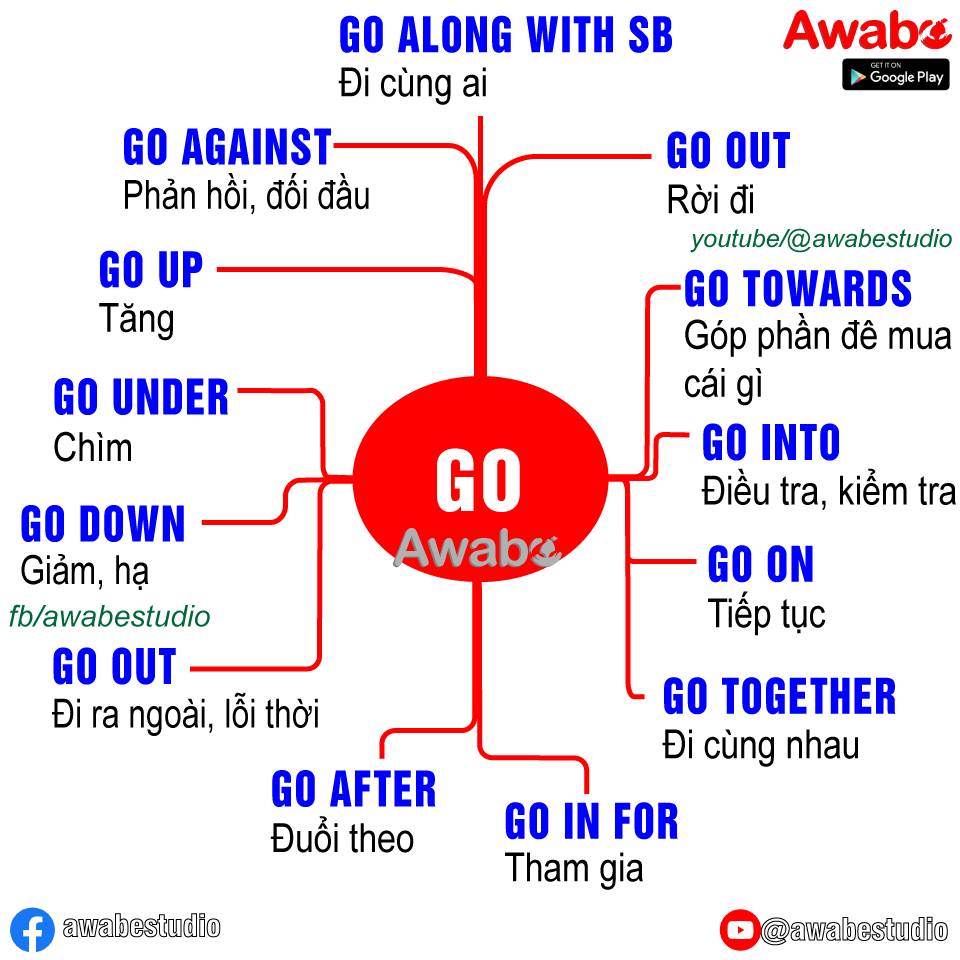 GO ALONG WITH SB
Đi cùng ai
Awabe
GET IT ON
Google Play
GO AGAINST
Phản hồi, đối đầu
GO OUT
Rời đi
youtube/@awabestudio
GO UP
Tăng
GO TOWARDS
Góp phần đê mua
cái gì
GO UNDER
Chìm
GO INTO
Điều tra, kiểm tra
GO
Awabe
GO DOWN
Giảm, hạ
fb/awabestudio
GO ON
Tiếp tục
GO OUT
Đi ra ngoài, lỗi thời
GO TOGETHER
Đi cùng nhau
GO AFTER
Đuổi theo
GO IN FOR
Tham gia
awabestudio
@awabestudio